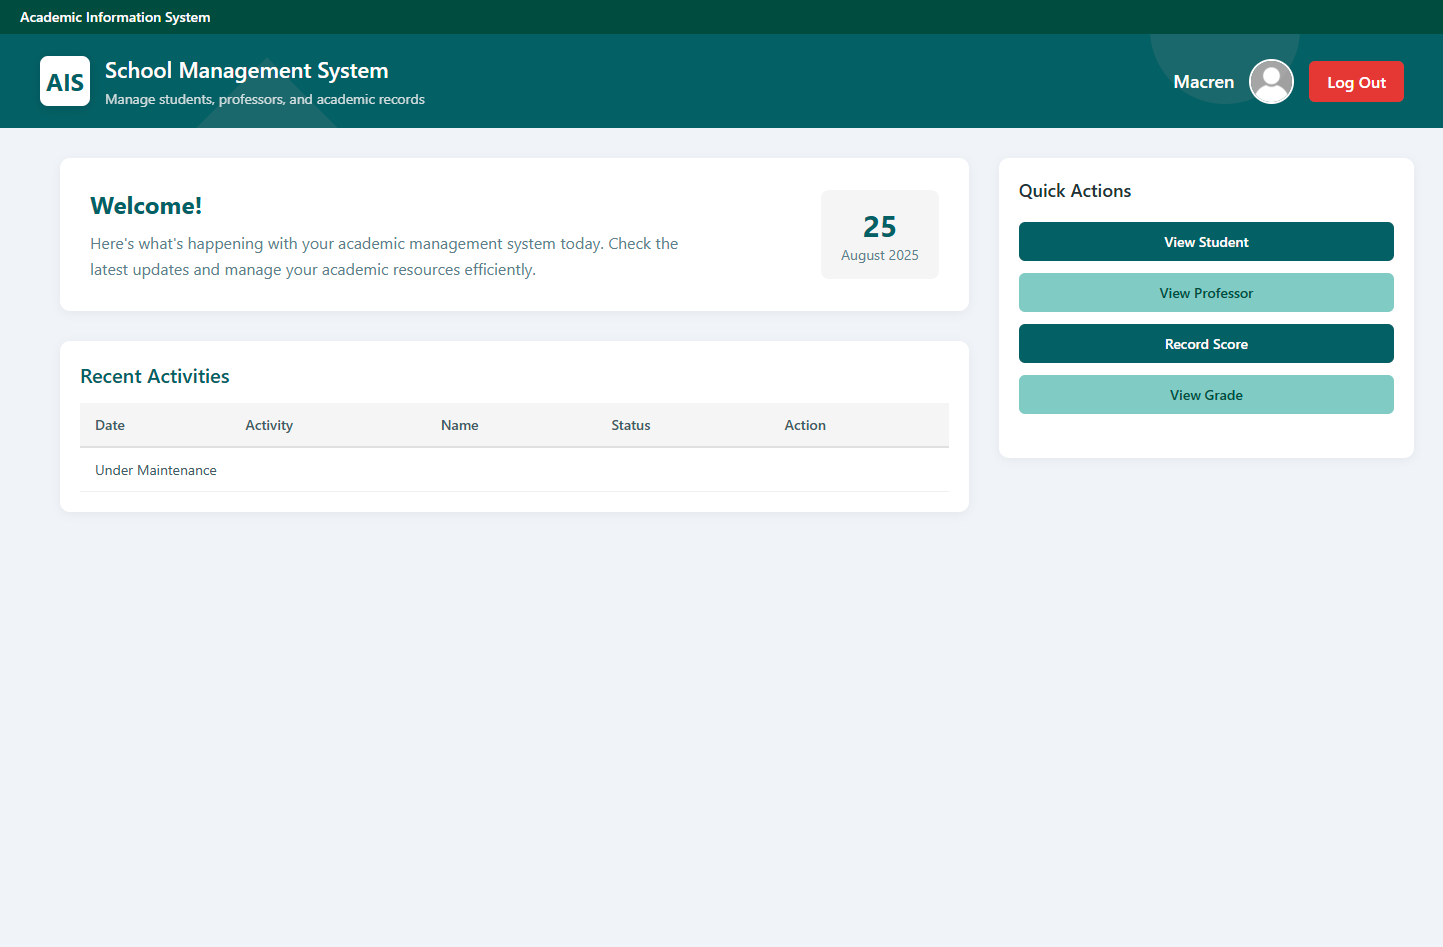 Academic Information System
AIS
School Management System
Manage students, professors, and academic records
Macren
Log Out
Welcome!
Here's what's happening with your academic management system today. Check the
latest updates and manage your academic resources efficiently.
25
August 2025
Recent Activities
Date Activity Name Status Action
Under Maintenance
Quick Actions
View Student
View Professor
Record Score
View Grade